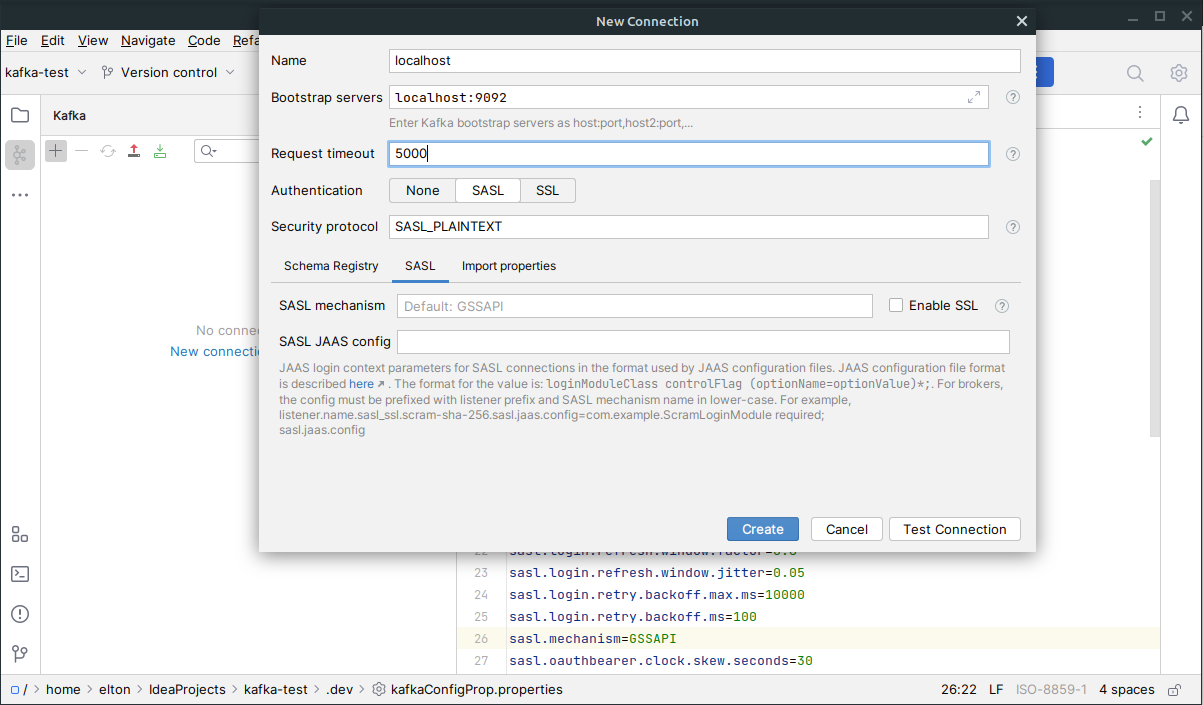 New Connection
File Edit View Navigate Code Refa
kafka-test Version control
Kafka
No conne
New connecti
Name localhost
Bootstrap servers localhost:9092
Enter Kafka bootstrap servers as host:port,host2:port,...
Request timeout 5000
Authentication None SASL SSL
Security protocol SASL_PLAINTEXT
Schema Registry SASL Import properties
SASL mechanism Default: GSSAPI Enable SSL
SASL JAAS config
JAAS login context parameters for SASL connections in the format used by JAAS configuration files. JAAS configuration file format
is described here ↗ . The format for the value is: loginModuleClass controlFlag (optionName=optionValue)*;. For brokers,
the config must be prefixed with listener prefix and SASL mechanism name in lower-case. For example,
listener.name.sasl_ssl.scram-sha-256.sasl.jaas.config=com.example.ScramLoginModule required;
sasl.jaas.config
Create Cancel Test Connection
22 sasl.login.refresh.window.factor=0.8
23 sasl.login.refresh.window.jitter=0.05
24 sasl.login.retry.backoff.max.ms=10000
25 sasl.login.retry.backoff.ms=100
26 sasl.mechanism=GSSAPI
27 sasl.oauthbearer.clock.skew.seconds=30
/ > home > elton > IdeaProjects > kafka-test > .dev > kafkaConfigProp.properties 26:22 LF ISO-8859-1 4 spaces